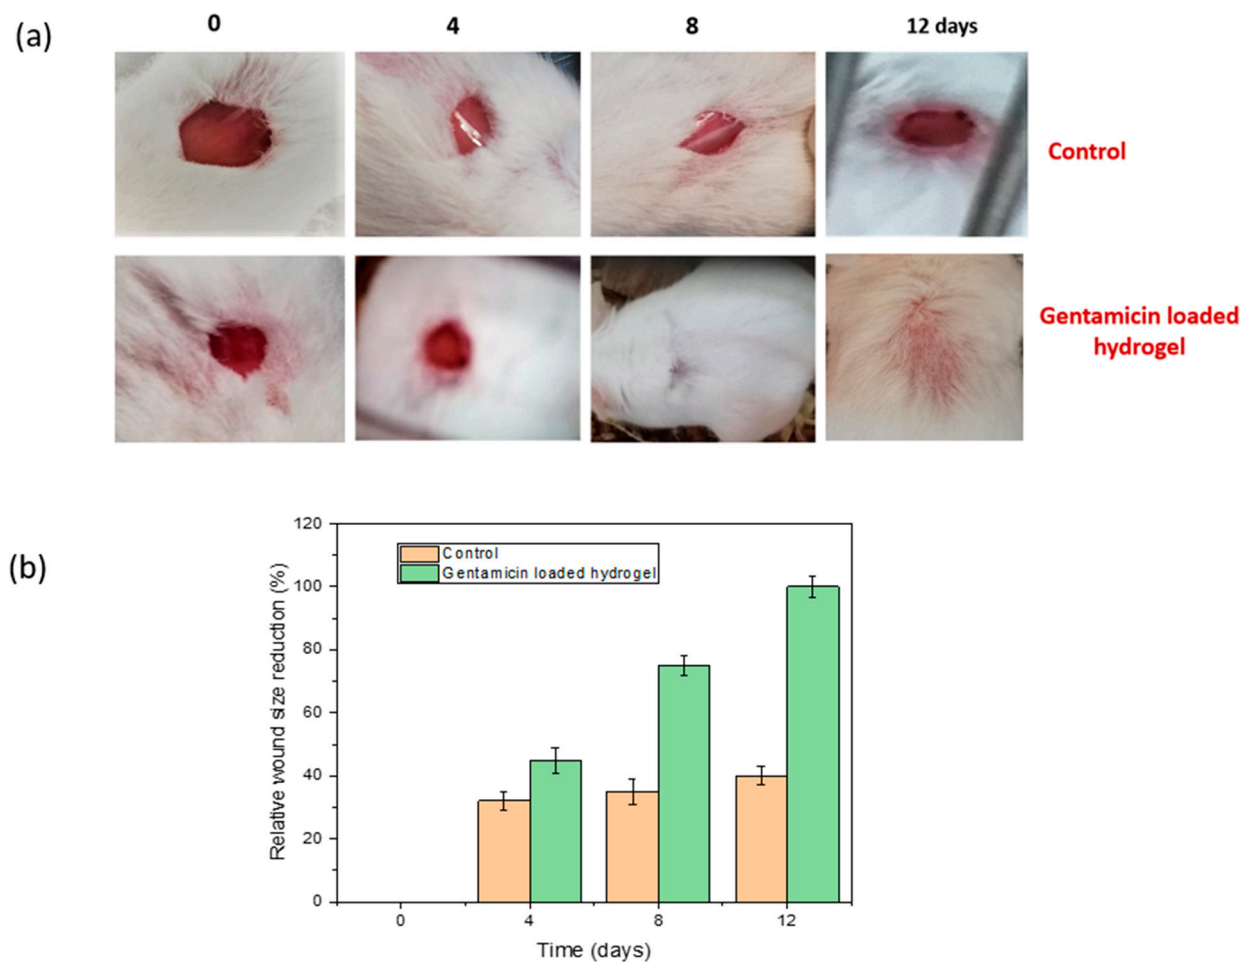 (a)
0 4 8 12 days
Control
Gentamicin loaded
hydrogel
(b)
120
100
80
60
40
20
0
Relative wound size reduction (%)
Control
Gentamicin loaded hydrogel
0 4 8 12
Time (days)